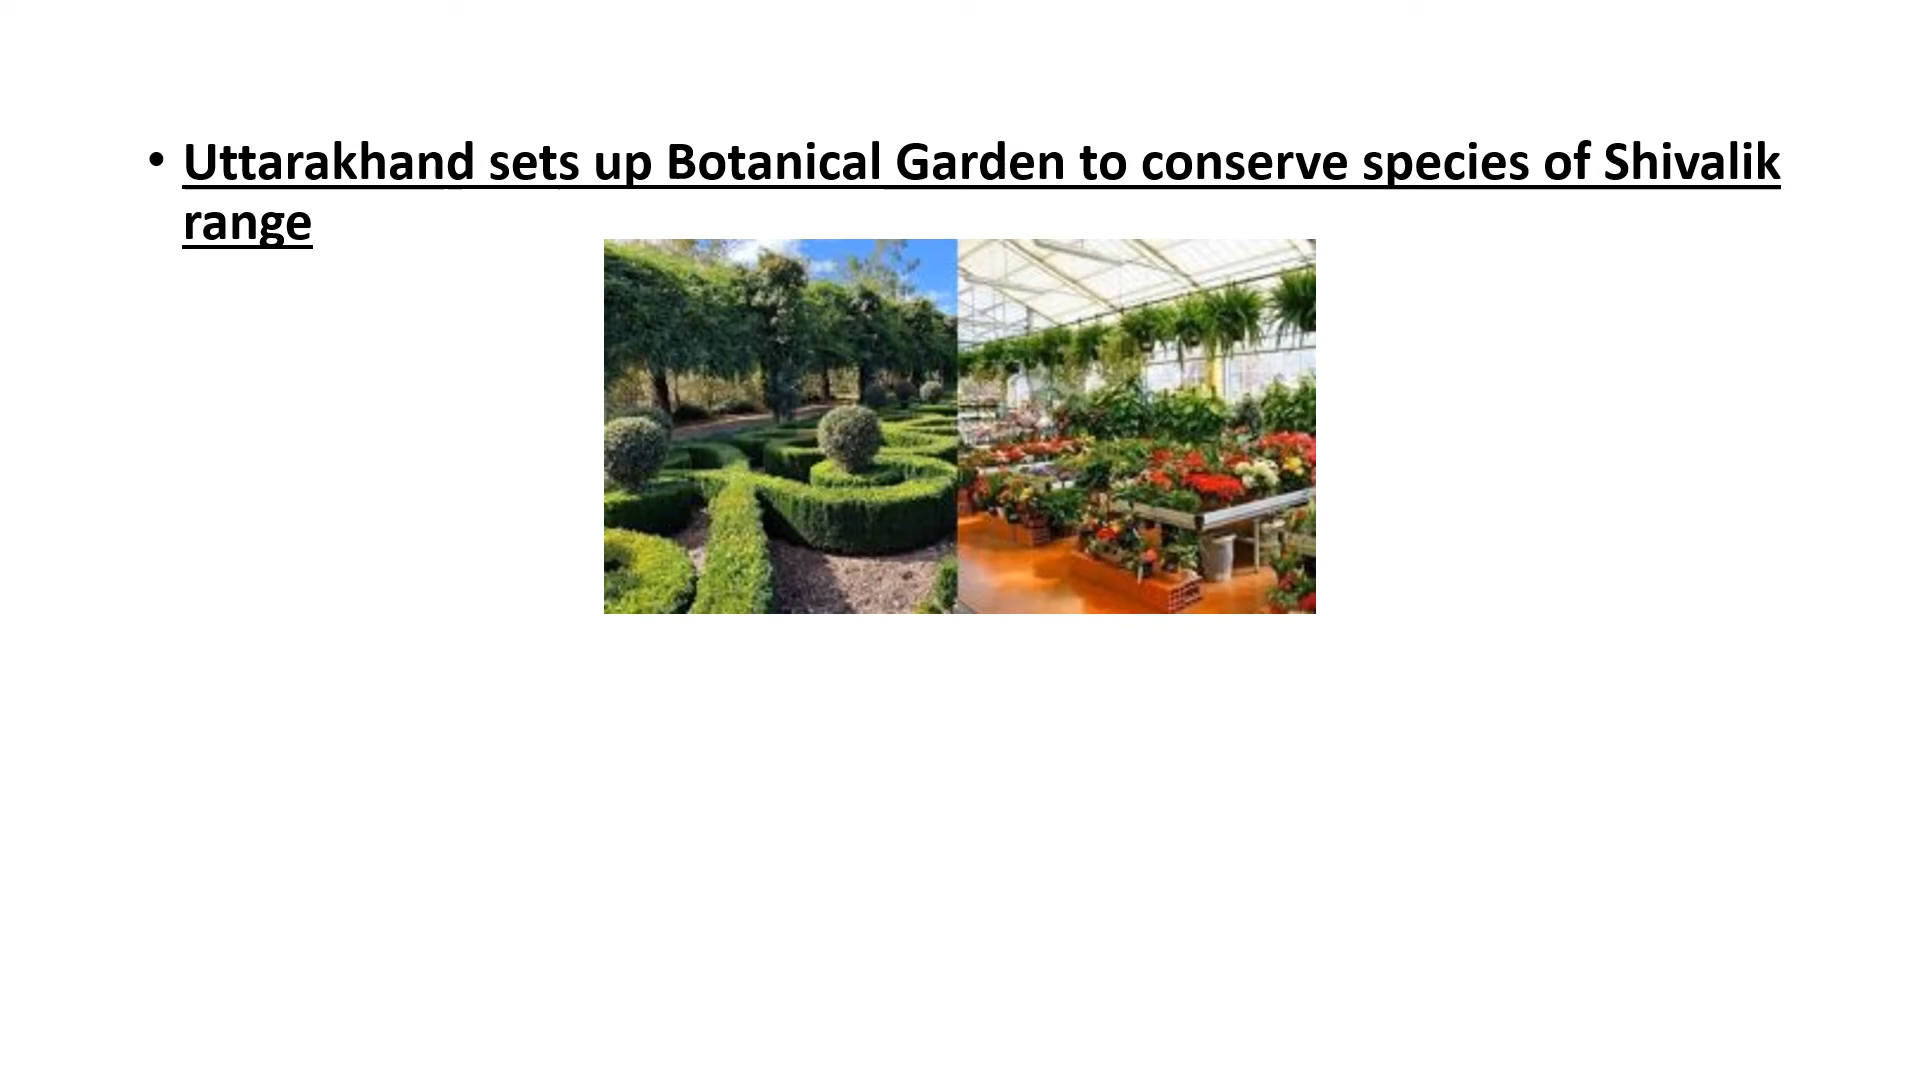 • Uttarakhand sets up Botanical Garden to conserve species of Shivalik
range